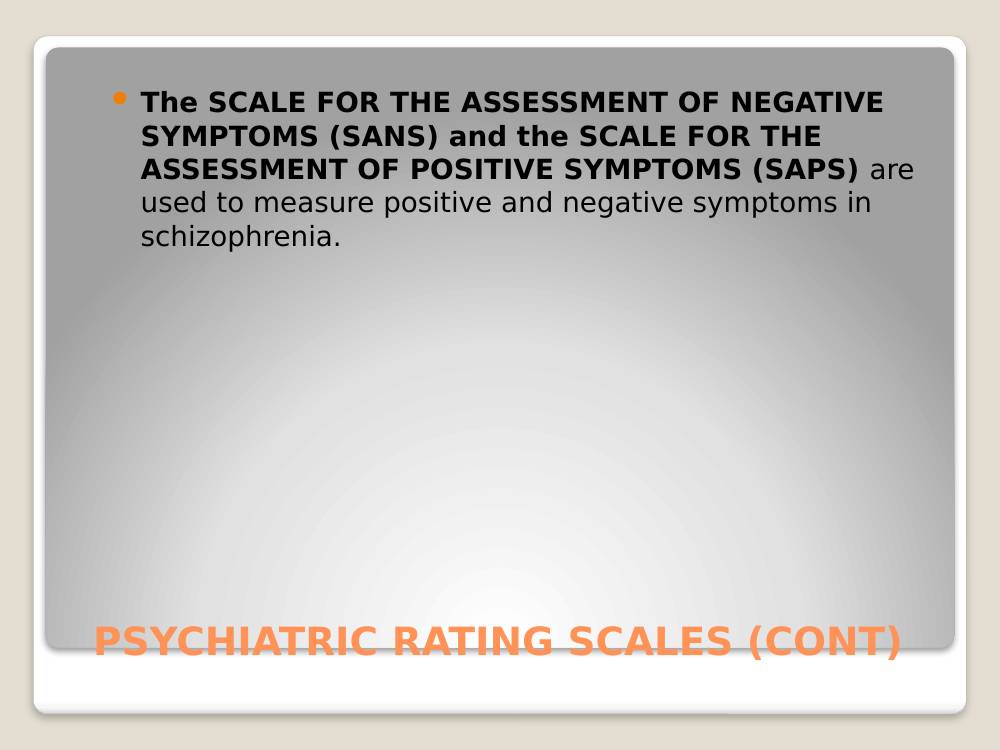 The SCALE FOR THE ASSESSMENT OF NEGATIVE
SYMPTOMS (SANS) and the SCALE FOR THE
ASSESSMENT OF POSITIVE SYMPTOMS (SAPS) are
used to measure positive and negative symptoms in
schizophrenia.
PSYCHIATRIC RATING SCALES (CONT)